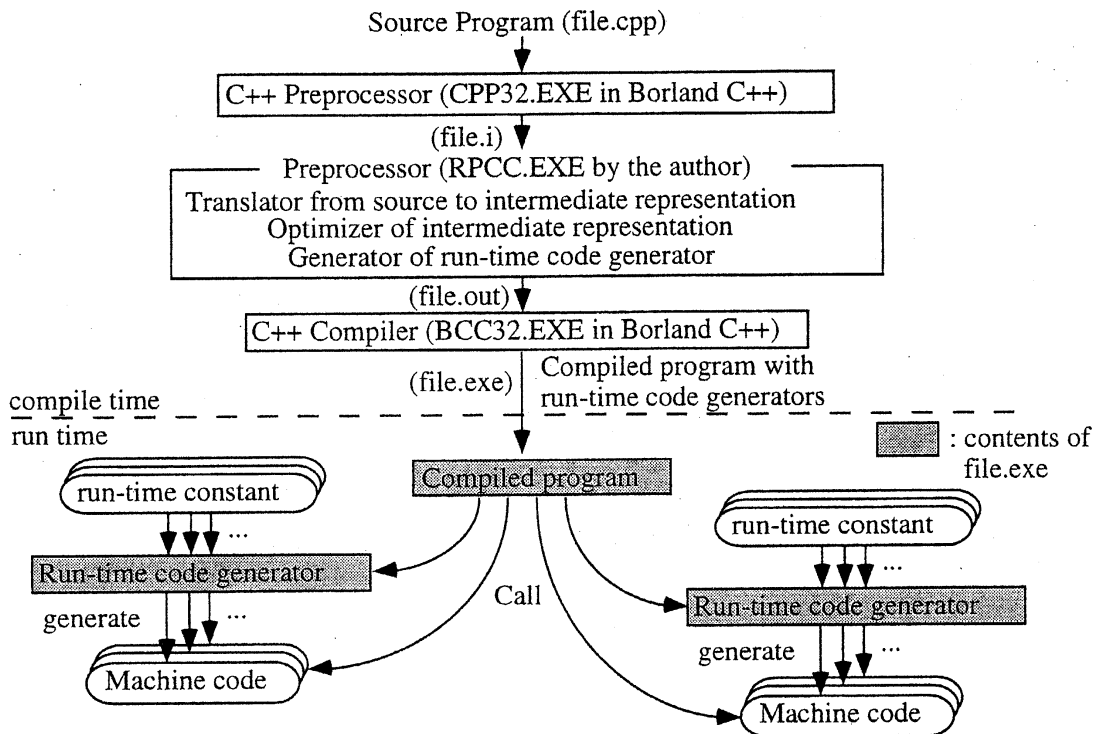 Source Program (file.cpp)
C++ Preprocessor (CPP32.EXE in Borland C++)
(file.i)
Preprocessor (RPCC.EXE by the author)
Translator from source to intermediate representation
Optimizer of intermediate representation
Generator of run-time code generator
(file.out)
C++ Compiler (BCC32.EXE in Borland C++)
(file.exe)
Compiled program with
run-time code generators
compile time
run time
: contents of
file.exe
Compiled program
run-time constant
...
Run-time code generator
generate
...
Machine code
Call
run-time constant
...
Run-time code generator
generate
...
Machine code